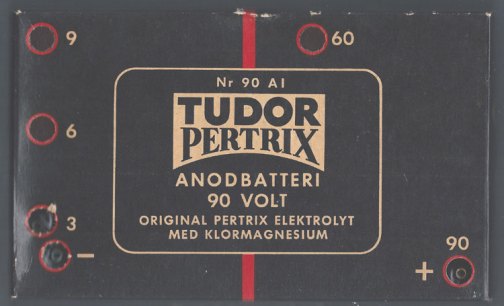 9
60
Nr 90 AI
TUDOR
PERTRIX
6
ANODBATTERI
90 VOLT
ORIGINAL PERTRIX ELEKTROLYT
MED KLORMAGNESIUM
3
−
+ 90